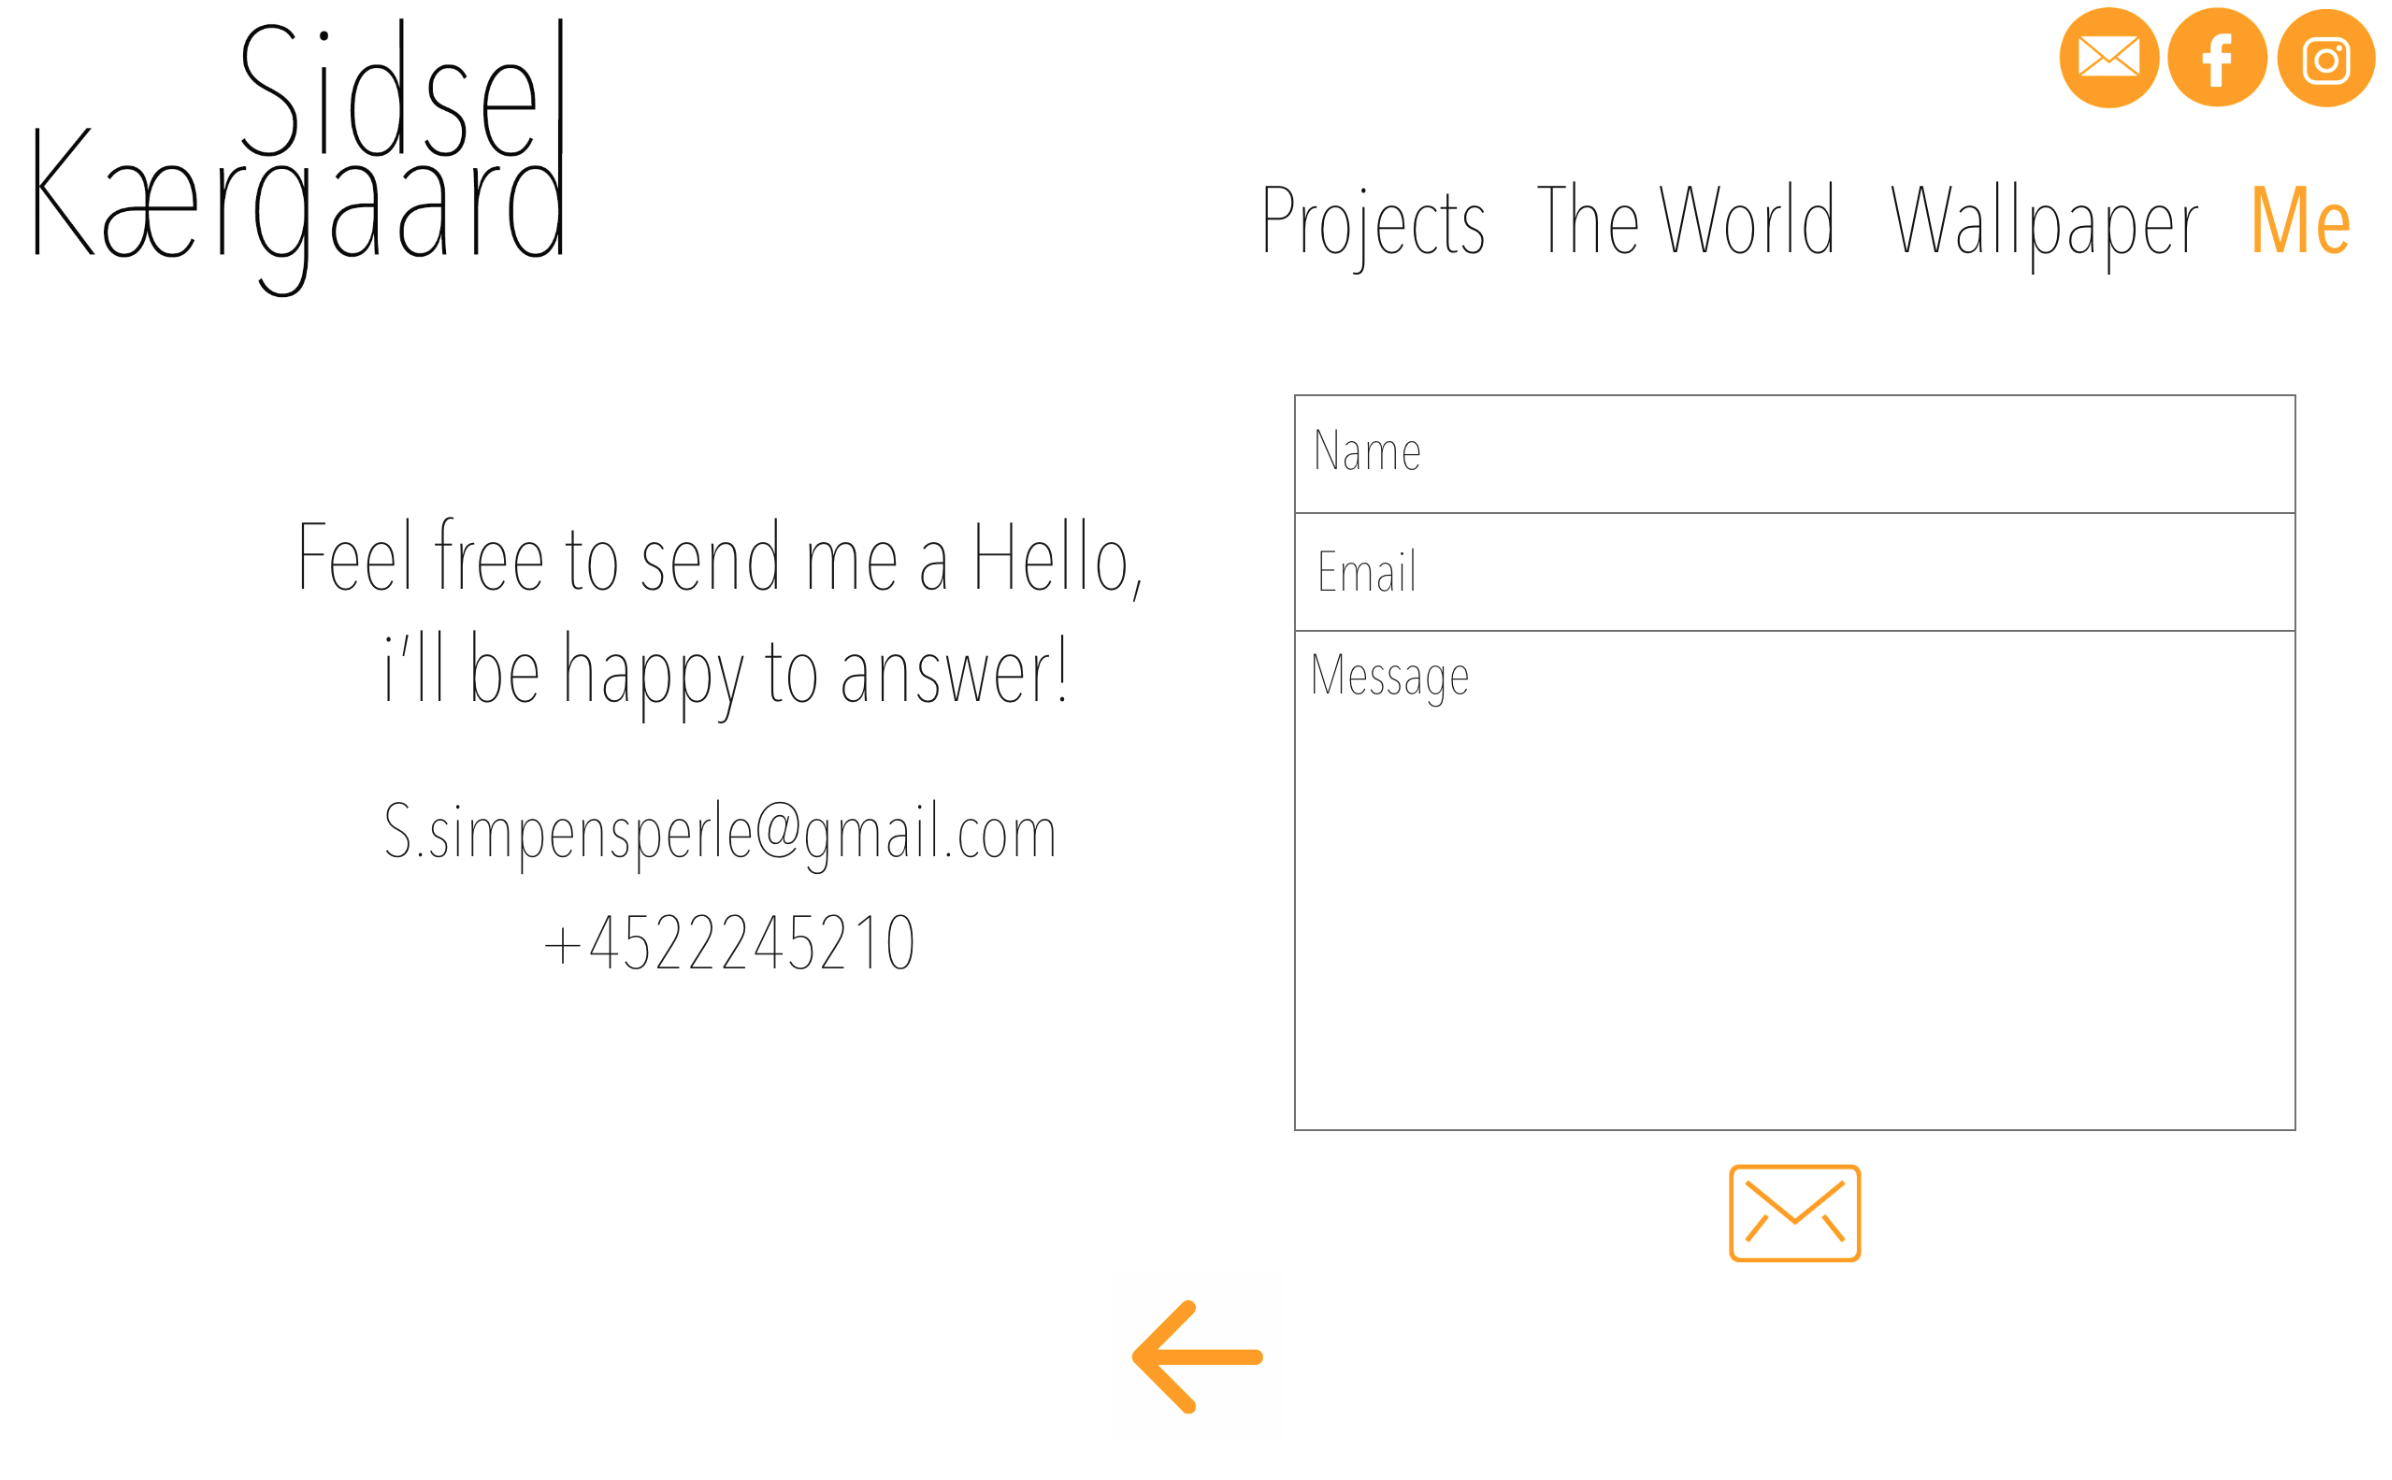 Sidsel
Kærgaard
Projects The World Wallpaper Me
Feel free to send me a Hello,
i'll be happy to answer!
S.simpensperle@gmail.com
+4522245210
Name
Email
Message